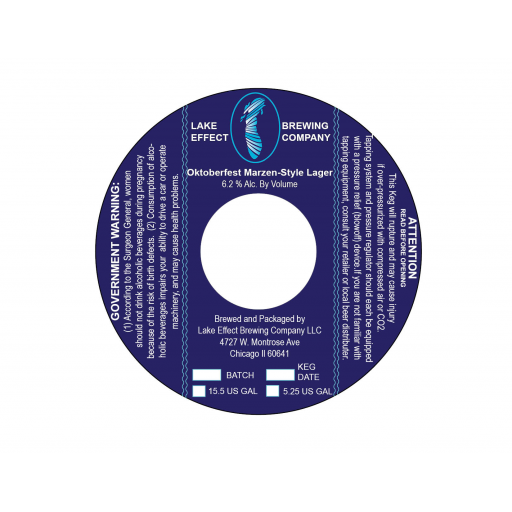 LAKE EFFECT
BREWING COMPANY
Oktoberfest Marzen-Style Lager
6.2 % Alc. By Volume
GOVERNMENT WARNING:
(1) According to the Surgeon General, women
should not drink alcoholic beverages during pregnancy
because of the risk of birth defects. (2) Consumption of alco-
holic beverages impairs your ability to drive a car or operate
machinery, and may cause health problems.
ATTENTION
READ BEFORE OPENING
This Keg will rupture and may cause injury
if over-pressurized with compressed air or CO2.
Tapping system and pressure regulator should each be equipped
with a pressure relief (blowoff) device.If you are not familiar with
tapping equipment, consult your retailer or local beer distributer.
Brewed and Packaged by
Lake Effect Brewing Company LLC
4727 W. Montrose Ave
Chicago Il 60641
BATCH
KEG DATE
15.5 US GAL
5.25 US GAL